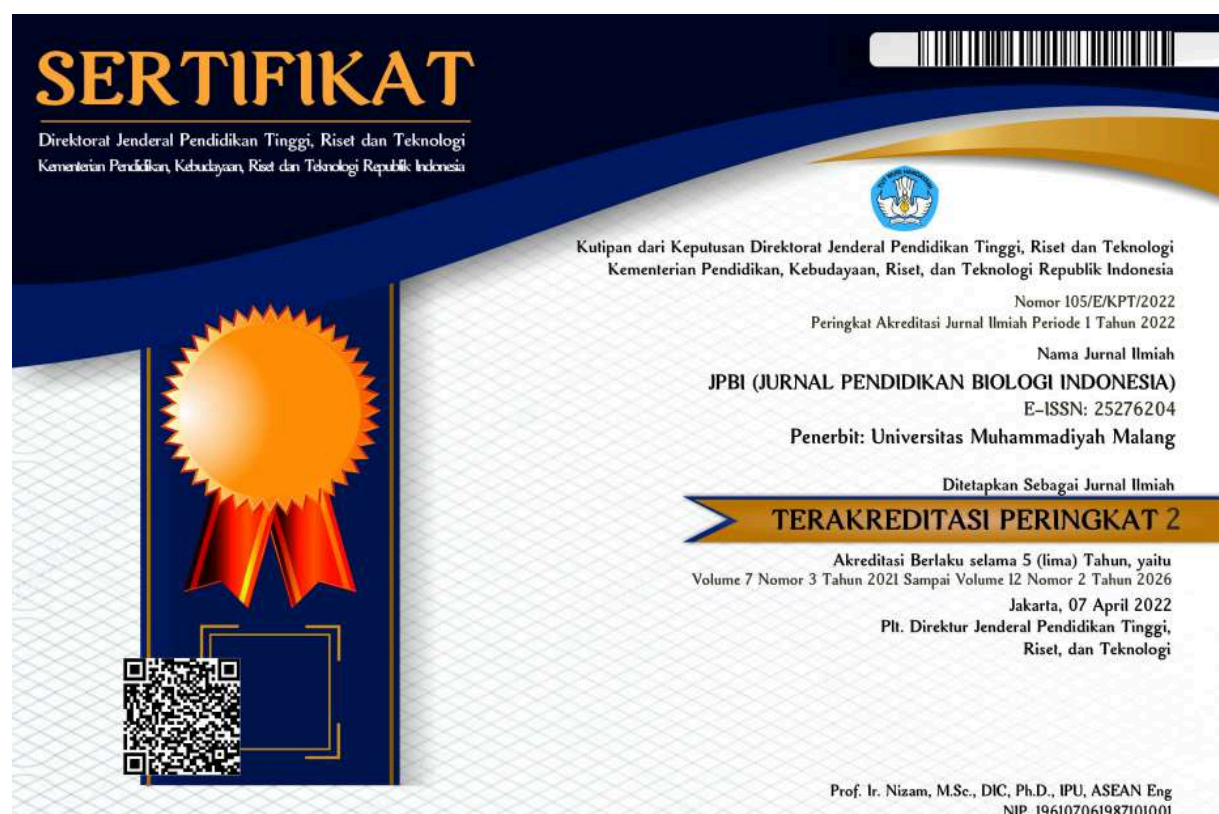 SERTIFIKAT
Direktorat Jenderal Pendidikan Tinggi, Riset dan Teknologi
Kementerian Pendidikan, Kebudayaan, Riset dan Teknologi Republik Indonesia
TUT WURI HANDAYANI
Kutipan dari Keputusan Direktorat Jenderal Pendidikan Tinggi, Riset dan Teknologi
Kementerian Pendidikan, Kebudayaan, Riset, dan Teknologi Republik Indonesia
Nomor 105/E/KPT/2022
Peringkat Akreditasi Jurnal Ilmiah Periode 1 Tahun 2022
Nama Jurnal Ilmiah
JPBI (JURNAL PENDIDIKAN BIOLOGI INDONESIA)
E-ISSN: 25276204
Penerbit: Universitas Muhammadiyah Malang
Ditetapkan Sebagai Jurnal Ilmiah
TERAKREDITASI PERINGKAT 2
Akreditasi Berlaku selama 5 (lima) Tahun, yaitu
Volume 7 Nomor 3 Tahun 2021 Sampai Volume 12 Nomor 2 Tahun 2026
Jakarta, 07 April 2022
Plt. Direktur Jenderal Pendidikan Tinggi,
Riset, dan Teknologi
Prof. Ir. Nizam, M.Sc., DIC, Ph.D., IPU, ASEAN Eng
NIP. 196107061987101001